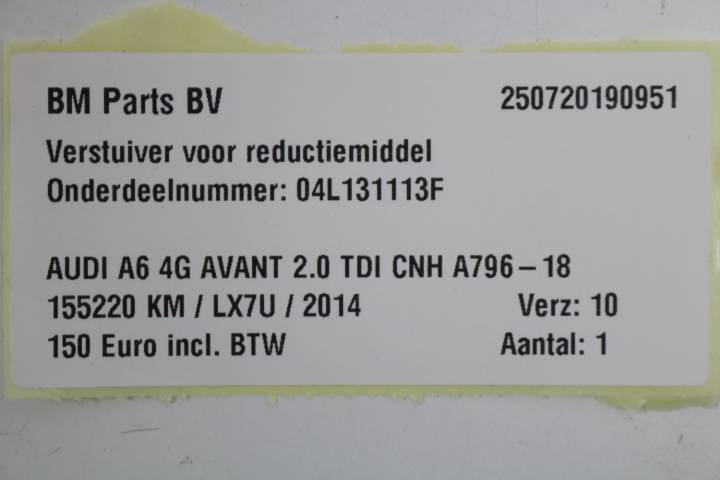 BM Parts BV 250720190951
Verstuiver voor reductiemiddel
Onderdeelnummer: 04L131113F
AUDI A6 4G AVANT 2.0 TDI CNH A796-18
155220 KM / LX7U / 2014 Verz: 10
150 Euro incl. BTW Aantal: 1